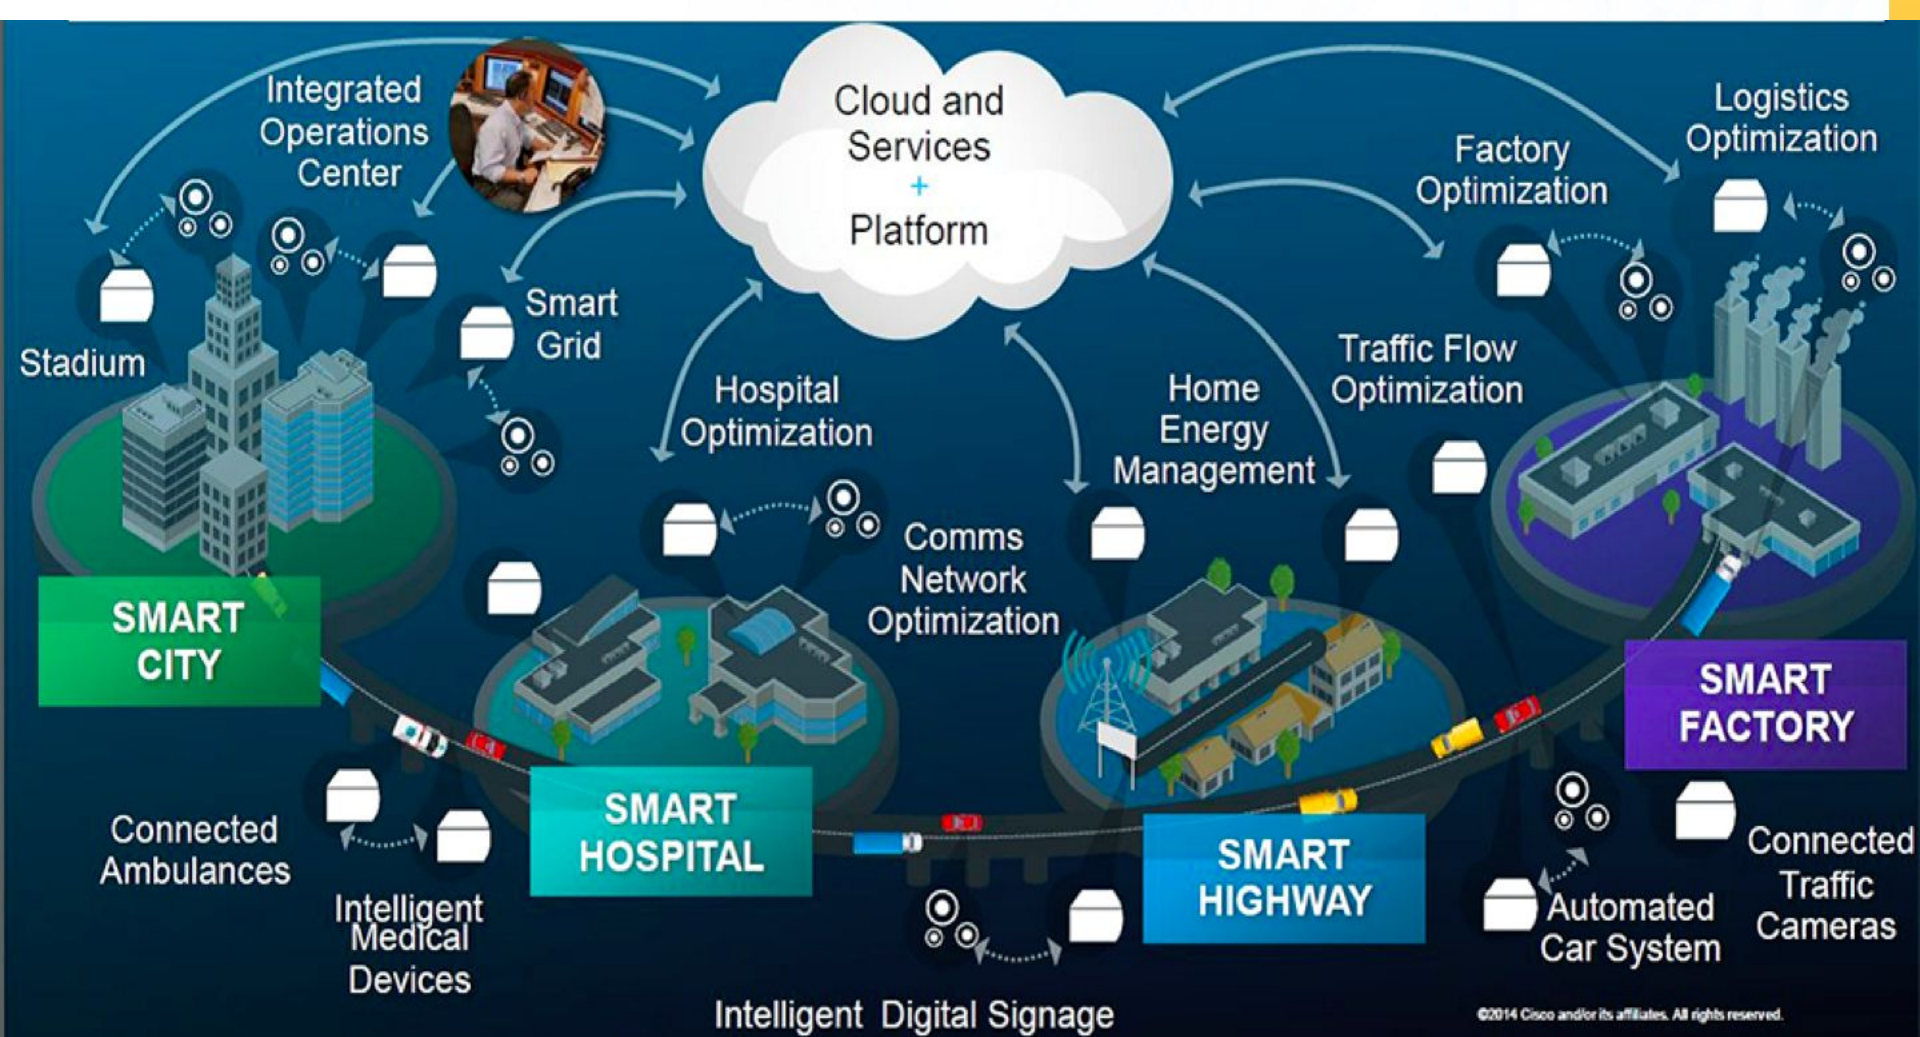 Integrated
Operations
Center
Cloud and
Services
+
Platform
Logistics
Optimization
Factory
Optimization
Stadium
Smart
Grid
Hospital
Optimization
Home
Energy
Management
Traffic Flow
Optimization
Comms
Network
Optimization
SMART
CITY
SMART
HOSPITAL
SMART
HIGHWAY
SMART
FACTORY
Connected
Ambulances
Intelligent
Medical
Devices
Intelligent Digital Signage
Automated
Car System
Connected
Traffic
Cameras
©2014 Cisco and/or its affiliates. All rights reserved.